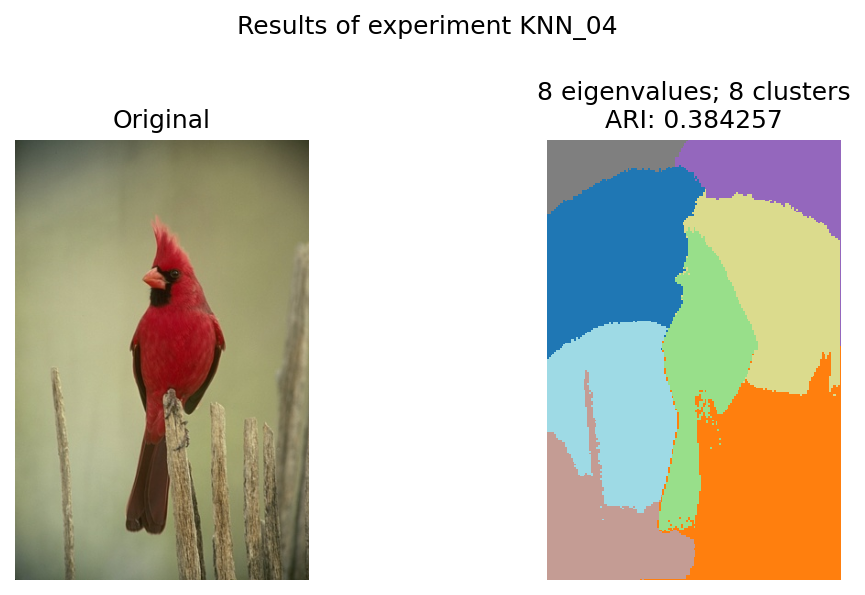 Results of experiment KNN_04
Original
8 eigenvalues; 8 clusters
ARI: 0.384257